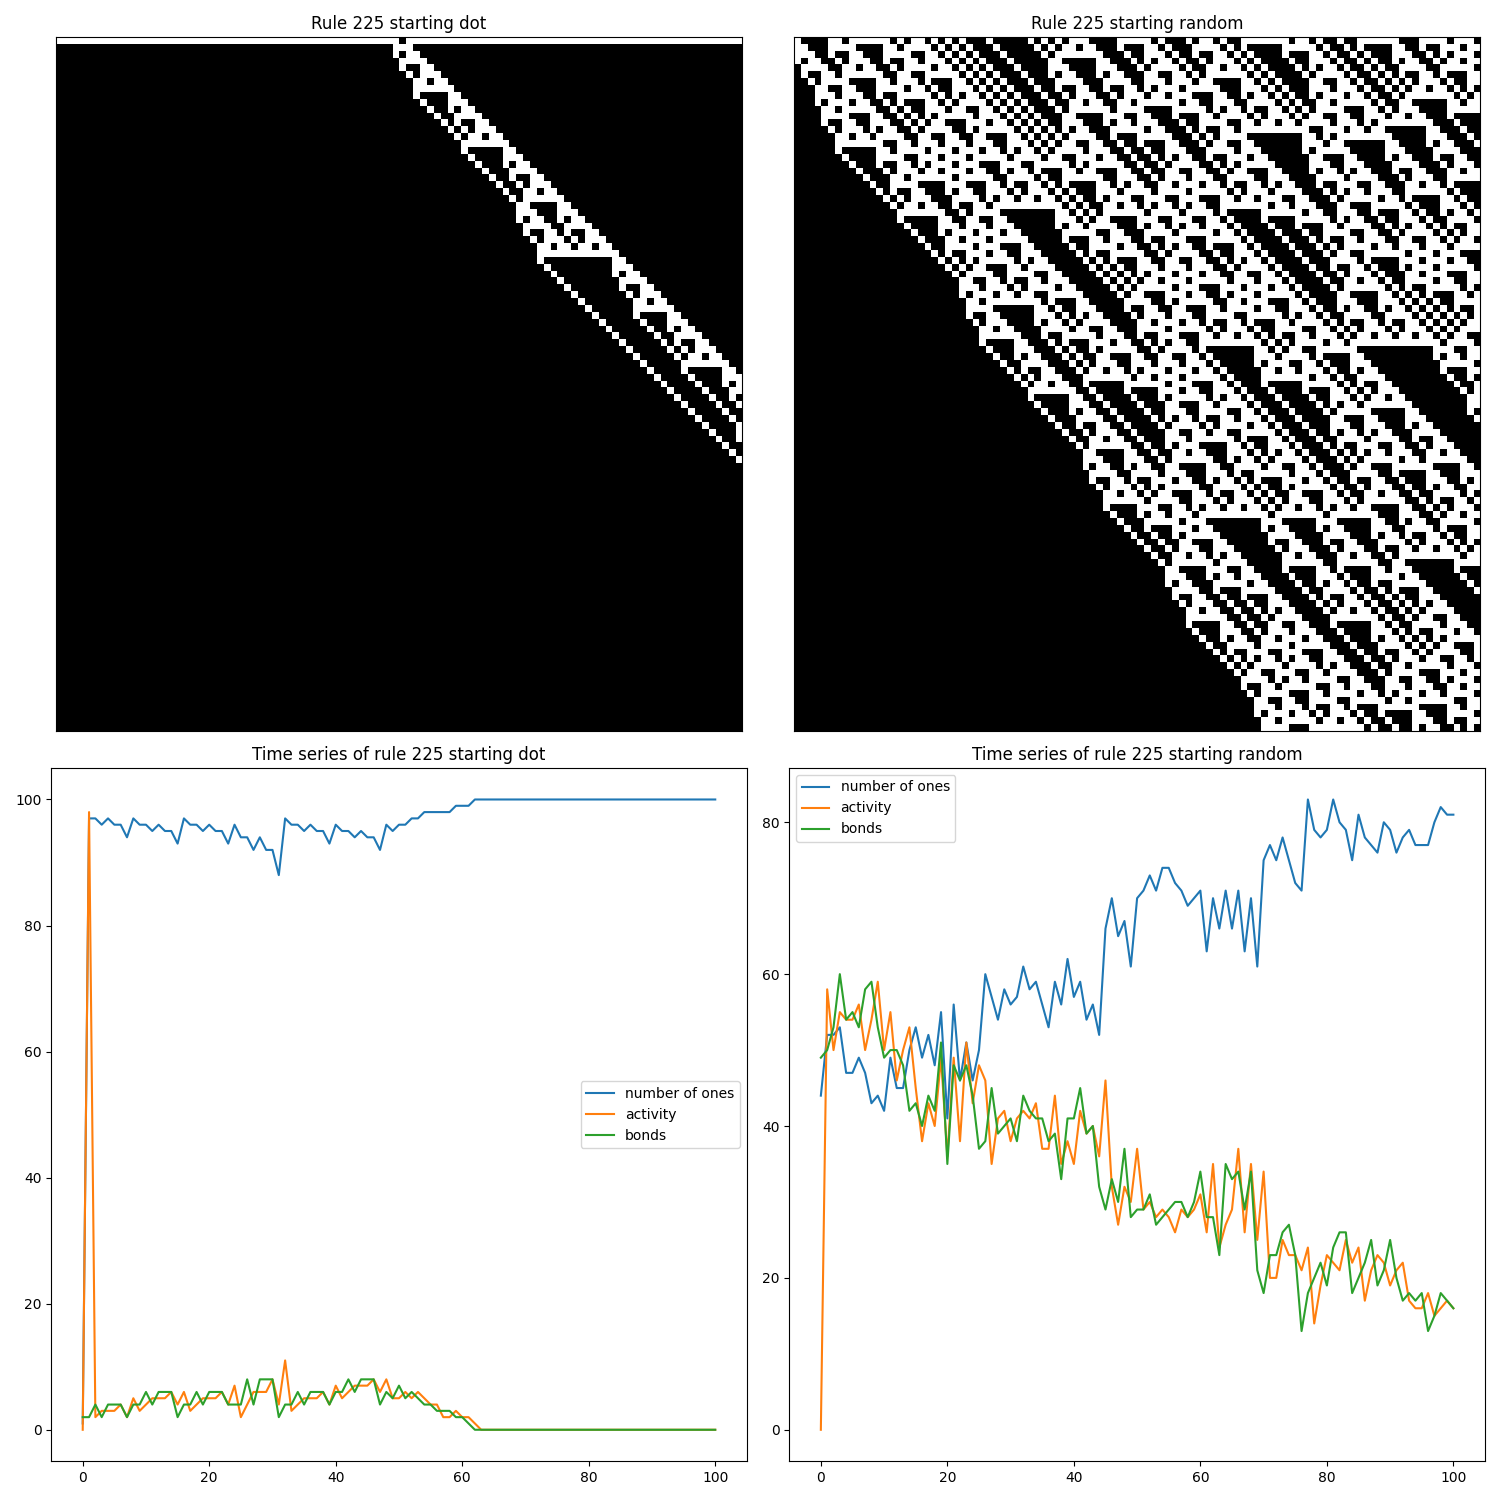 Rule 225 starting dot
Rule 225 starting random
Time series of rule 225 starting dot
100
80
60
40
20
0
0 20 40 60 80 100
number of ones
activity
bonds
Time series of rule 225 starting random
80
60
40
20
0
0 20 40 60 80 100
number of ones
activity
bonds